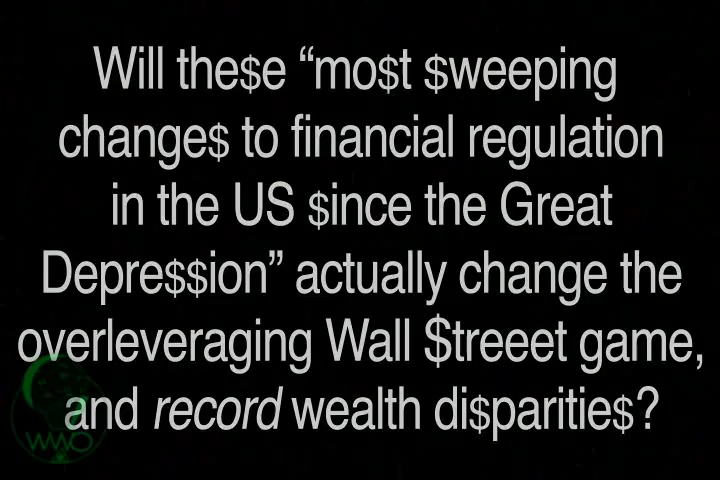 Will the$e “mo$t $weeping
change$ to financial regulation
in the US $ince the Great
Depre$$ion” actually change the
overleveraging Wall $treeet game,
and record wealth di$paritie$?
WWO